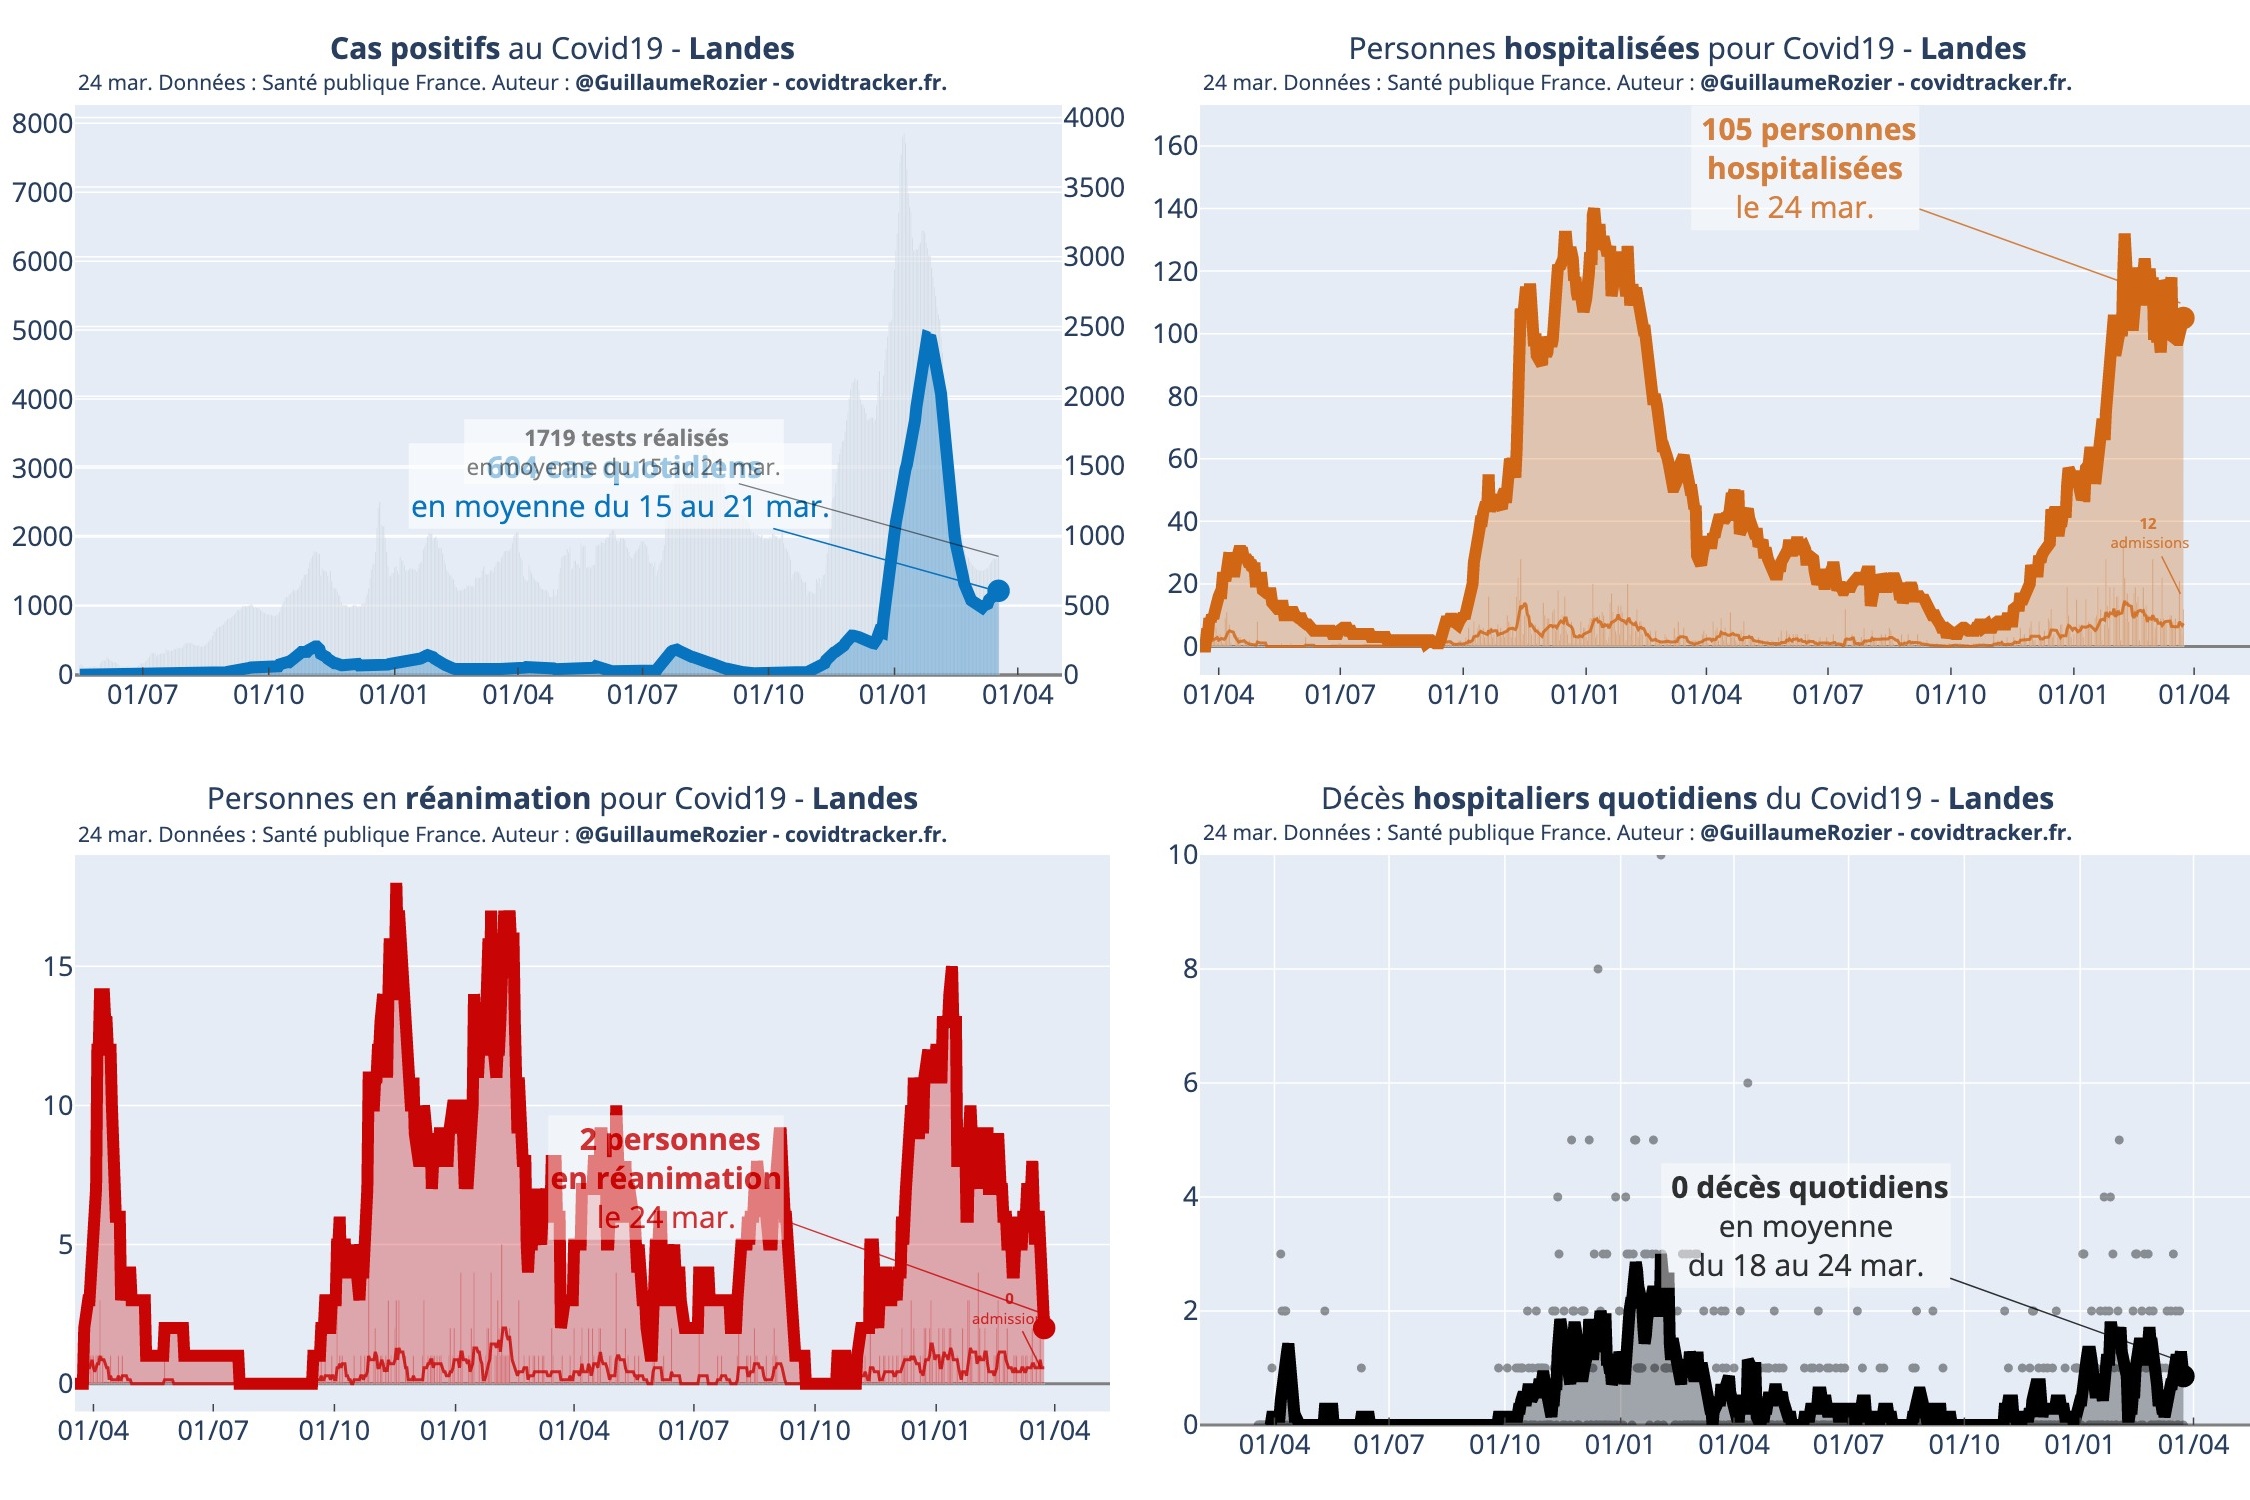 Cas positifs au Covid19 - Landes
24 mar. Données : Santé publique France. Auteur : @GuillaumeRozier - covidtracker.fr.
8000
7000
6000
5000
4000
3000
2000
1000
0
4000
3500
3000
2500
2000
1500
1000
500
0
1719 tests réalisés
en moyenne du 15 au 21 mar.
604 cas quotidiens
en moyenne du 15 au 21 mar.
01/07 01/10 01/01 01/04 01/07 01/10 01/01 01/04
Personnes hospitalisées pour Covid19 - Landes
24 mar. Données : Santé publique France. Auteur : @GuillaumeRozier - covidtracker.fr.
160
140
120
100
80
60
40
20
0
105 personnes
hospitalisées
le 24 mar.
12
admissions
01/04 01/07 01/10 01/01 01/04 01/07 01/10 01/01 01/04
Personnes en réanimation pour Covid19 - Landes
24 mar. Données : Santé publique France. Auteur : @GuillaumeRozier - covidtracker.fr.
15
10
5
0
2 personnes
en réanimation
le 24 mar.
0
01/04 01/07 01/10 01/01 01/04 01/07 01/10 01/01 01/04
Décès hospitaliers quotidiens du Covid19 - Landes
24 mar. Données : Santé publique France. Auteur : @GuillaumeRozier - covidtracker.fr.
10
8
6
4
2
0
0 décès quotidiens
en moyenne
du 18 au 24 mar.
01/04 01/07 01/10 01/01 01/04 01/07 01/10 01/01 01/04